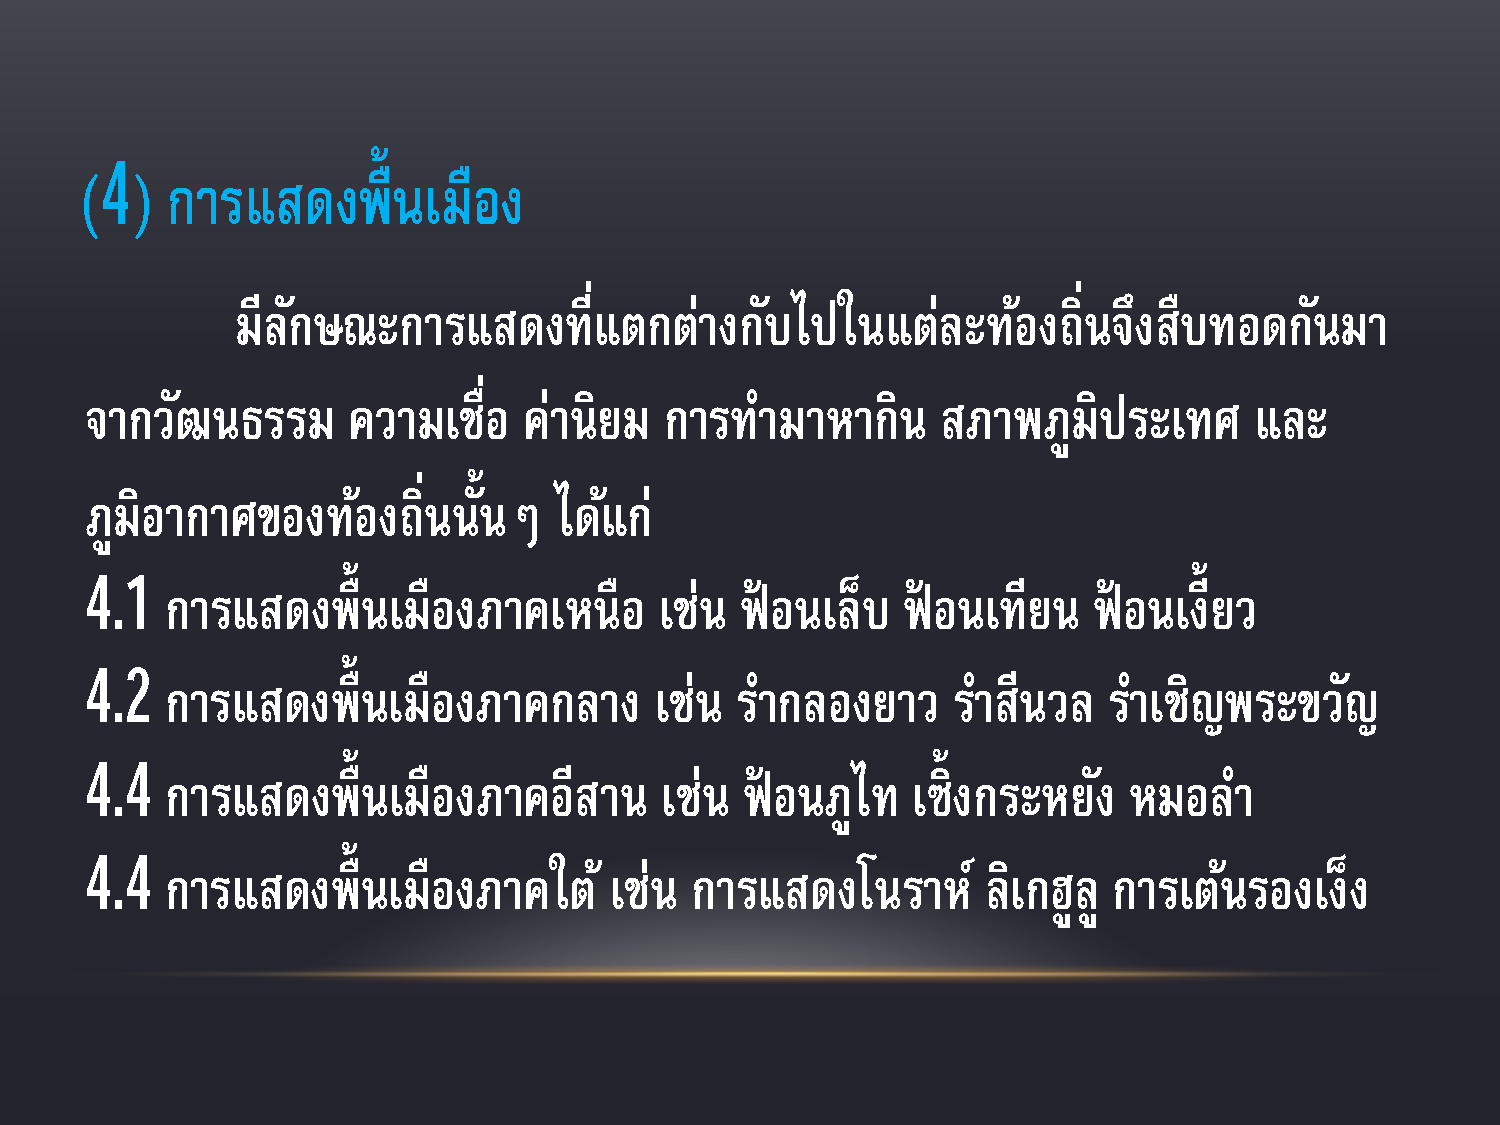 (4) การแสดงพื้นเมือง
มีลักษณะการแสดงที่แตกต่างกับไปในแต่ละท้องถิ่นจึงสืบทอดกันมา
จากวัฒนธรรม ความเชื่อ ค่านิยม การทำมาหากิน สภาพภูมิประเทศ และ
ภูมิอากาศของท้องถิ่นนั้น ๆ ได้แก่
4.1 การแสดงพื้นเมืองภาคเหนือ เช่น ฟ้อนเล็บ ฟ้อนเทียน ฟ้อนเงี้ยว
4.2 การแสดงพื้นเมืองภาคกลาง เช่น รำกลองยาว รำสีนวล รำเชิญพระขวัญ
4.4 การแสดงพื้นเมืองภาคอีสาน เช่น ฟ้อนภูไท เซิ้งกระหยัง หมอลำ
4.4 การแสดงพื้นเมืองภาคใต้ เช่น การแสดงโนราห์ ลิเกฮูลู การเต้นรองเง็ง